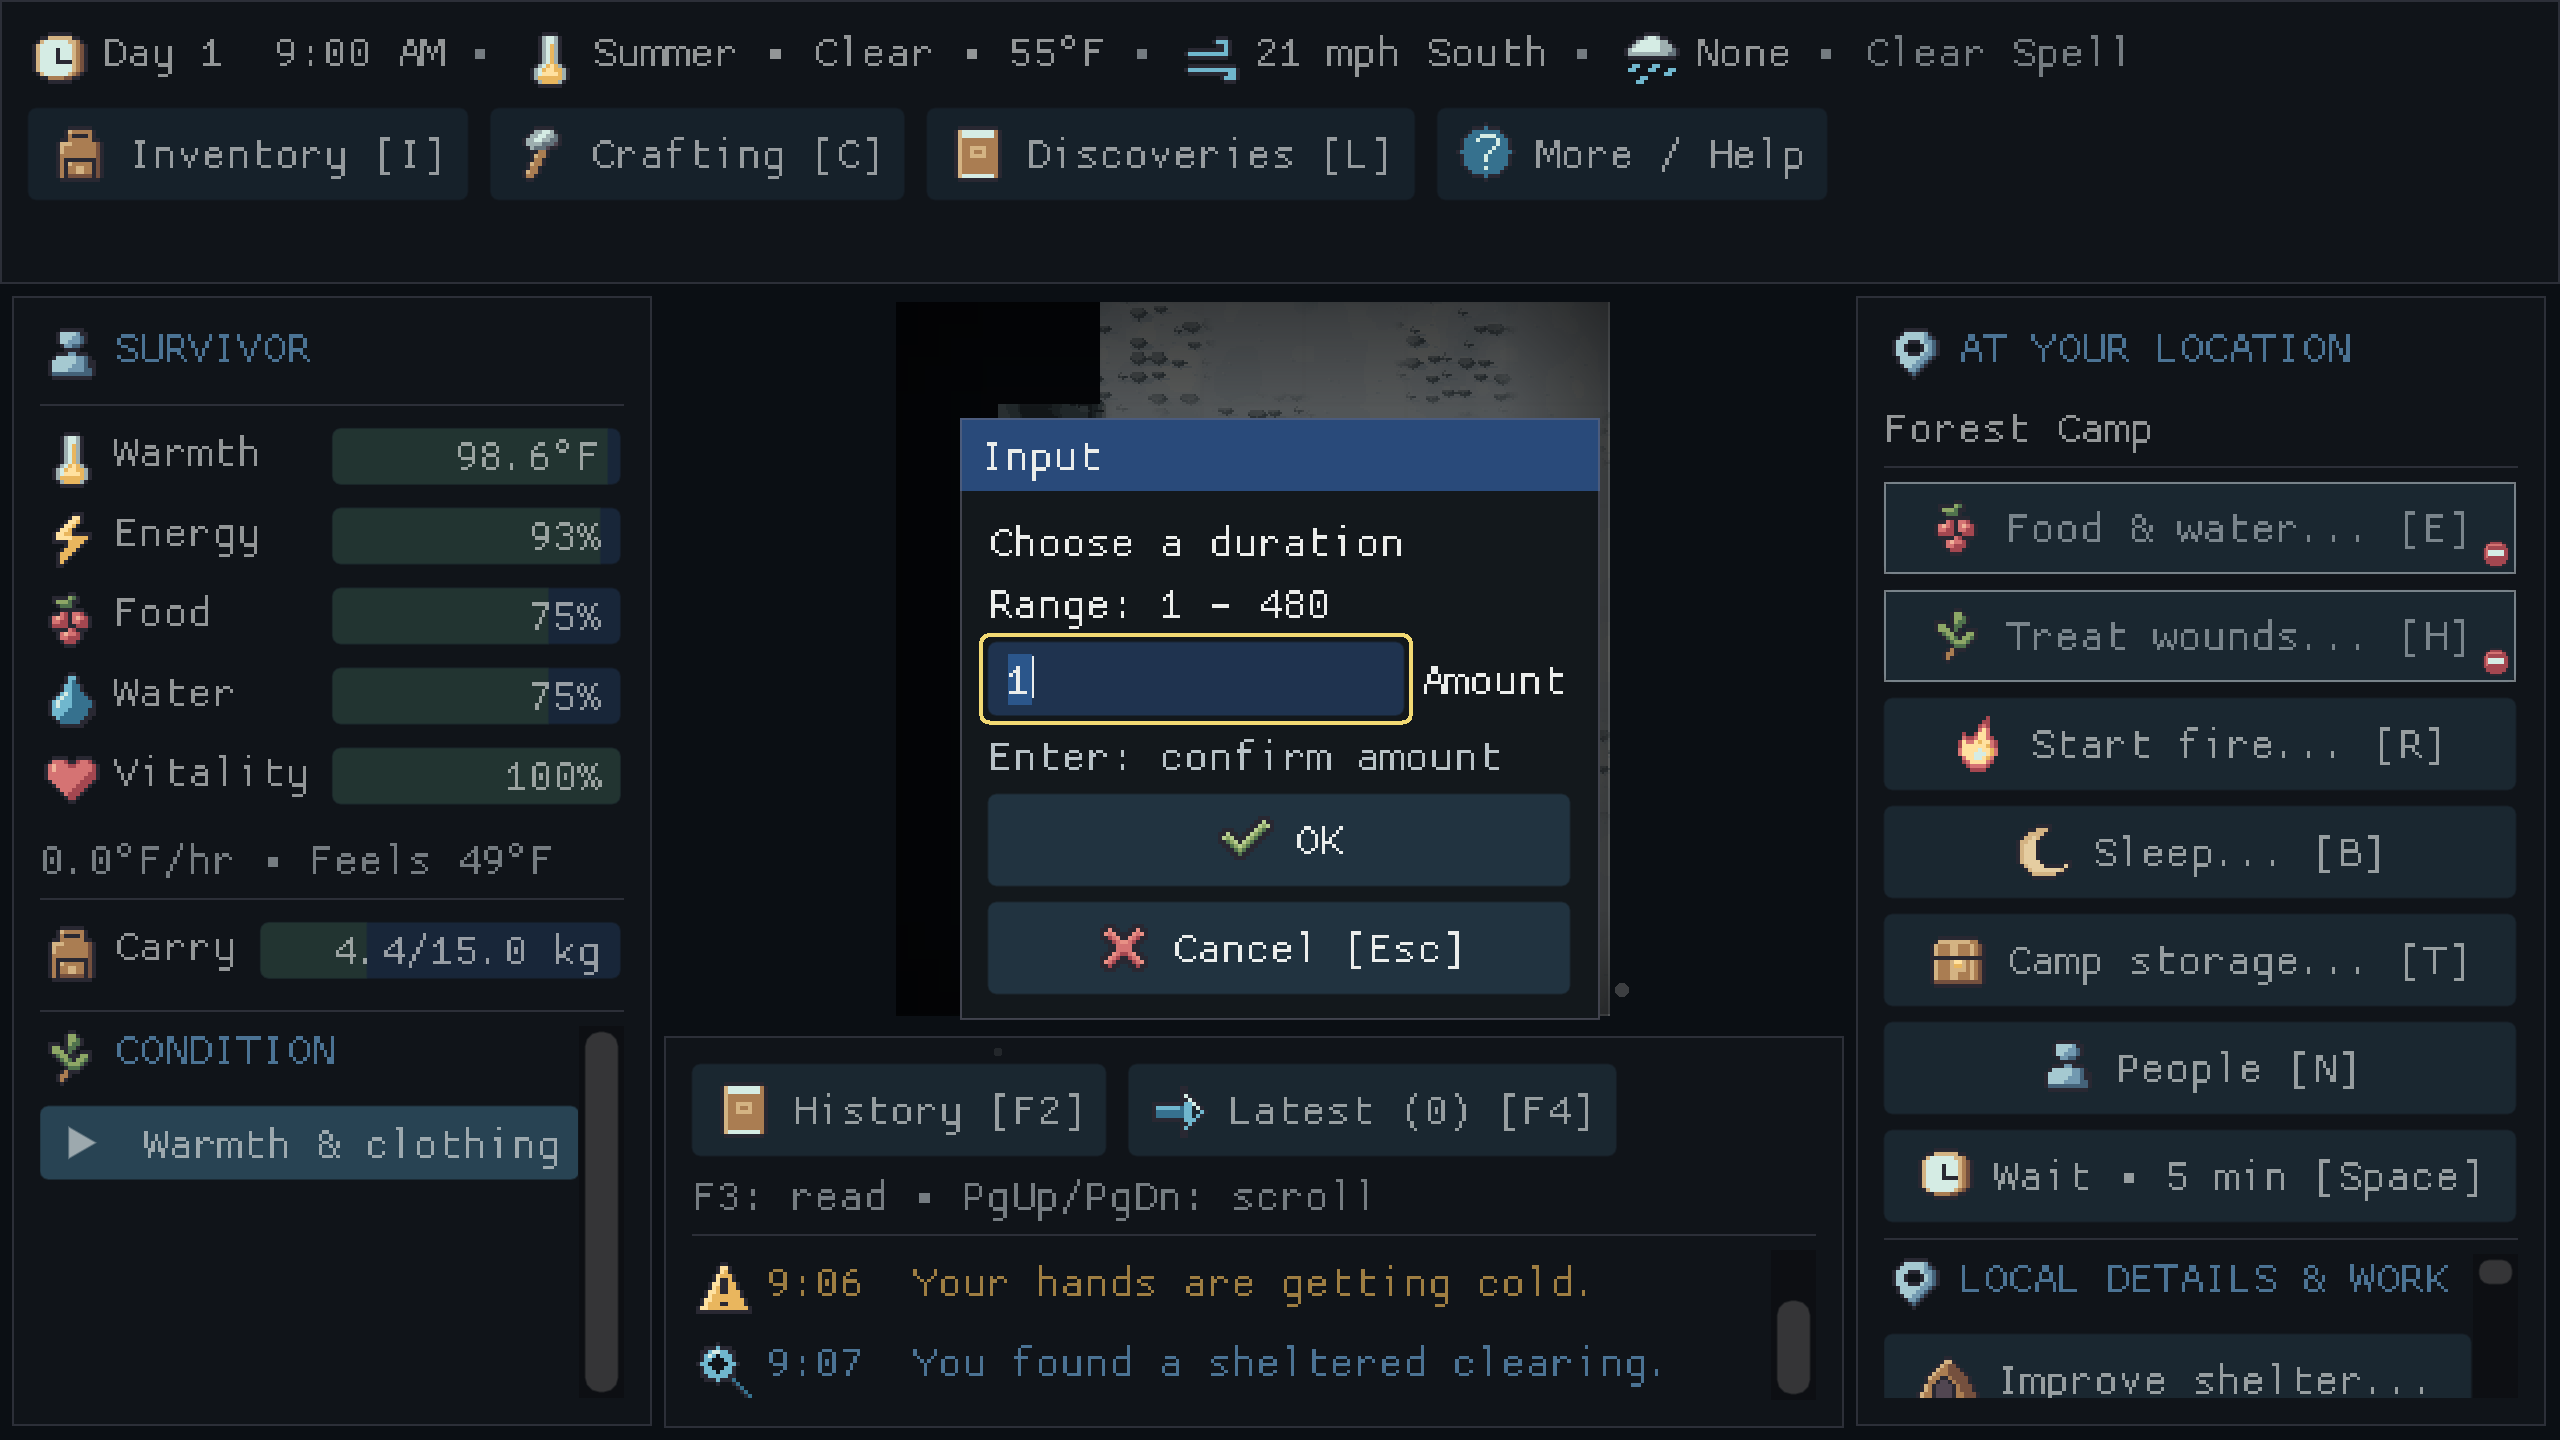 Day 1 9:00 AM ▪ Summer ▪ Clear ▪ 55°F ▪ 21 mph South ▪ None ▪ Clear Spell
Inventory [I] Crafting [C] Discoveries [L] More / Help
SURVIVOR
Warmth 98.6°F
Energy 93%
Food 75%
Water 75%
Vitality 100%
0.0°F/hr ▪ Feels 49°F
Carry 4.4/15.0 kg
CONDITION
Warmth & clothing
Input
Choose a duration
Range: 1 - 480
1 Amount
Enter: confirm amount
OK
Cancel [Esc]
History [F2] Latest (0) [F4]
F3: read ▪ PgUp/PgDn: scroll
9:06 Your hands are getting cold.
9:07 You found a sheltered clearing.
AT YOUR LOCATION
Forest Camp
Food & water... [E]
Treat wounds... [H]
Start fire... [R]
Sleep... [B]
Camp storage... [T]
People [N]
Wait ▪ 5 min [Space]
LOCAL DETAILS & WORK
Improve shelter...